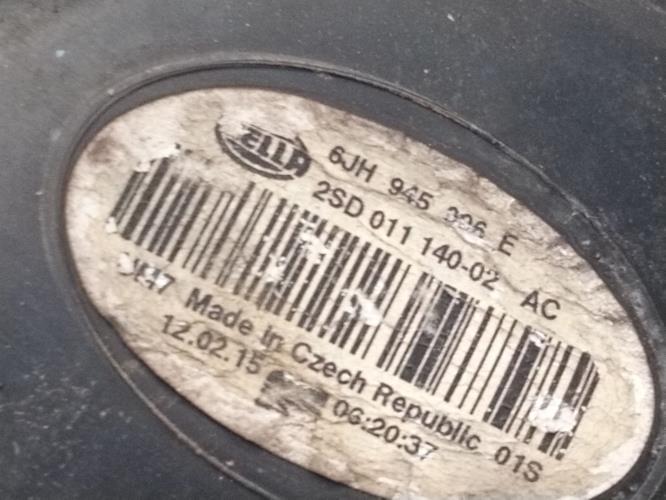 HELLA
6JH 945 096 E
2SD 011 140-02 AC
Made in Czech Republic 01S
12.02.15 06:20:37